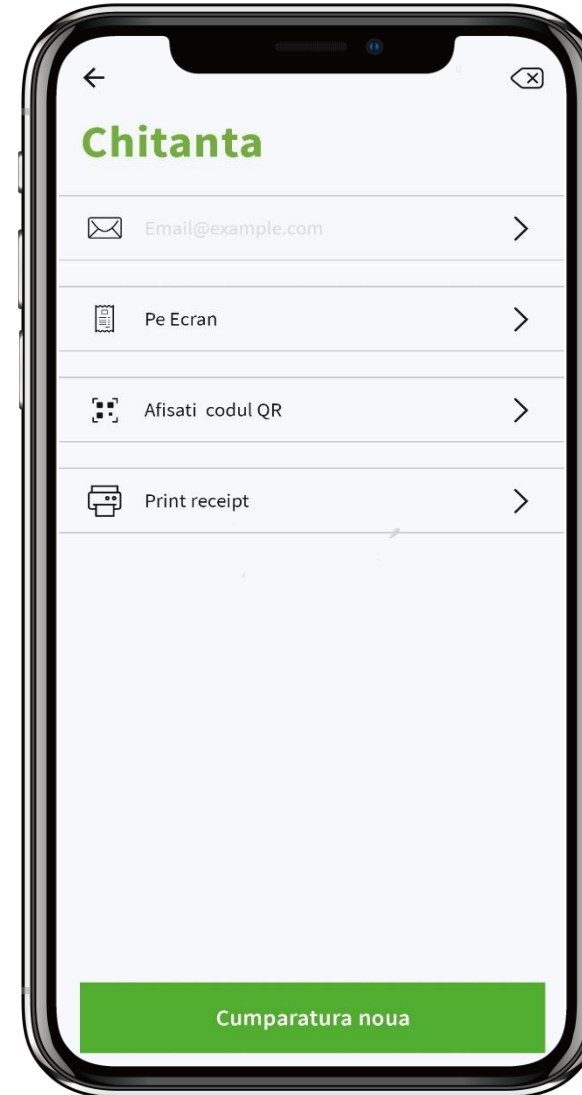 Chitanta
Email@example.com
Pe Ecran
Afisati codul QR
Print receipt
Cumparatura noua